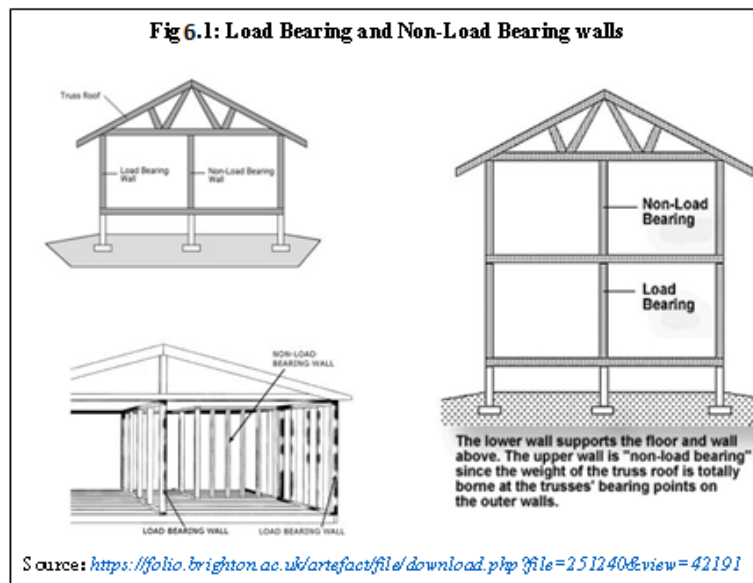 Fig 6.1: Load Bearing and Non-Load Bearing walls
Truss Roof
Load Bearing
Wall
Non-Load Bearing
Wall
NON-LOAD
BEARING WALL
LOAD BEARING WALL
LOAD BEARING WALL
Non-Load
Bearing
Load
Bearing
The lower wall supports the floor and wall
above. The upper wall is "non-load bearing"
since the weight of the truss roof is totally
borne at the trusses' bearing points on
the outer walls.
Source: https://folio.brighton.ac.uk/artefact/file/download.php?file=251240&view=42191